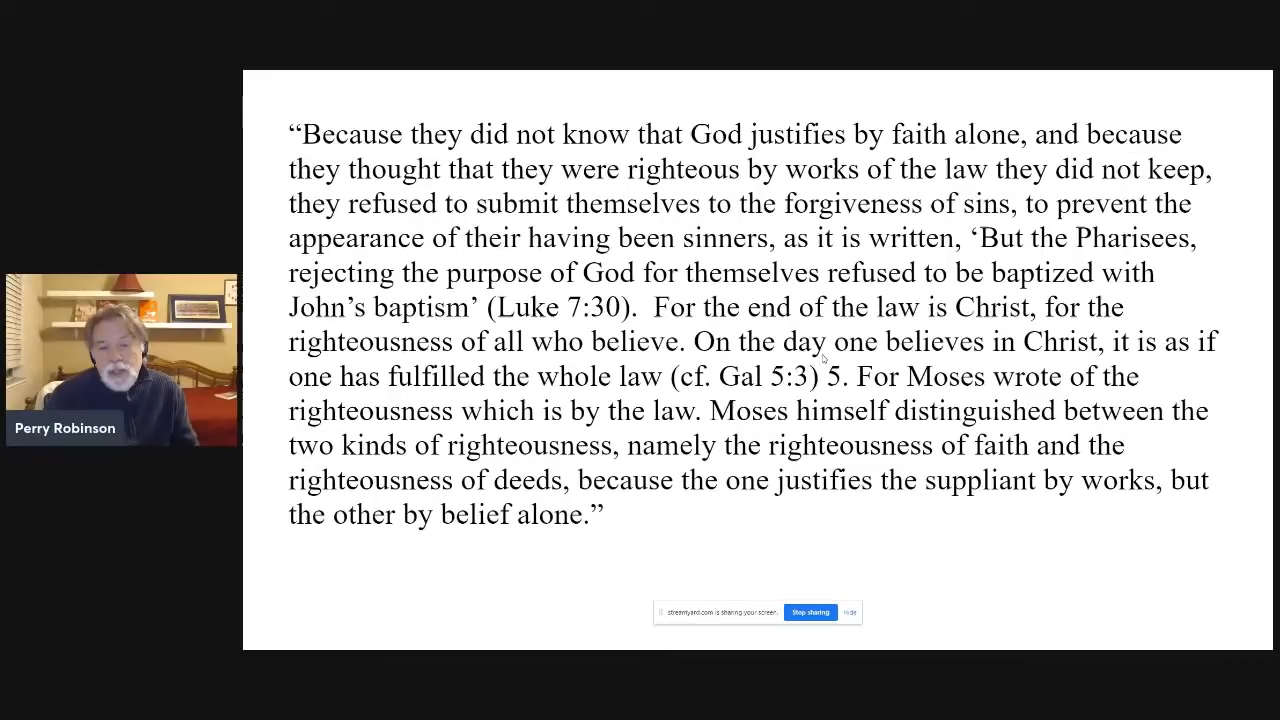 “Because they did not know that God justifies by faith alone, and because
they thought that they were righteous by works of the law they did not keep,
they refused to submit themselves to the forgiveness of sins, to prevent the
appearance of their having been sinners, as it is written, ‘But the Pharisees,
rejecting the purpose of God for themselves refused to be baptized with
John’s baptism’ (Luke 7:30).  For the end of the law is Christ, for the
righteousness of all who believe. On the day one believes in Christ, it is as if
one has fulfilled the whole law (cf. Gal 5:3) 5. For Moses wrote of the
righteousness which is by the law. Moses himself distinguished between the
two kinds of righteousness, namely the righteousness of faith and the
righteousness of deeds, because the one justifies the suppliant by works, but
the other by belief alone.”
Perry Robinson
streamyard.com is sharing your screen. Stop sharing Hide